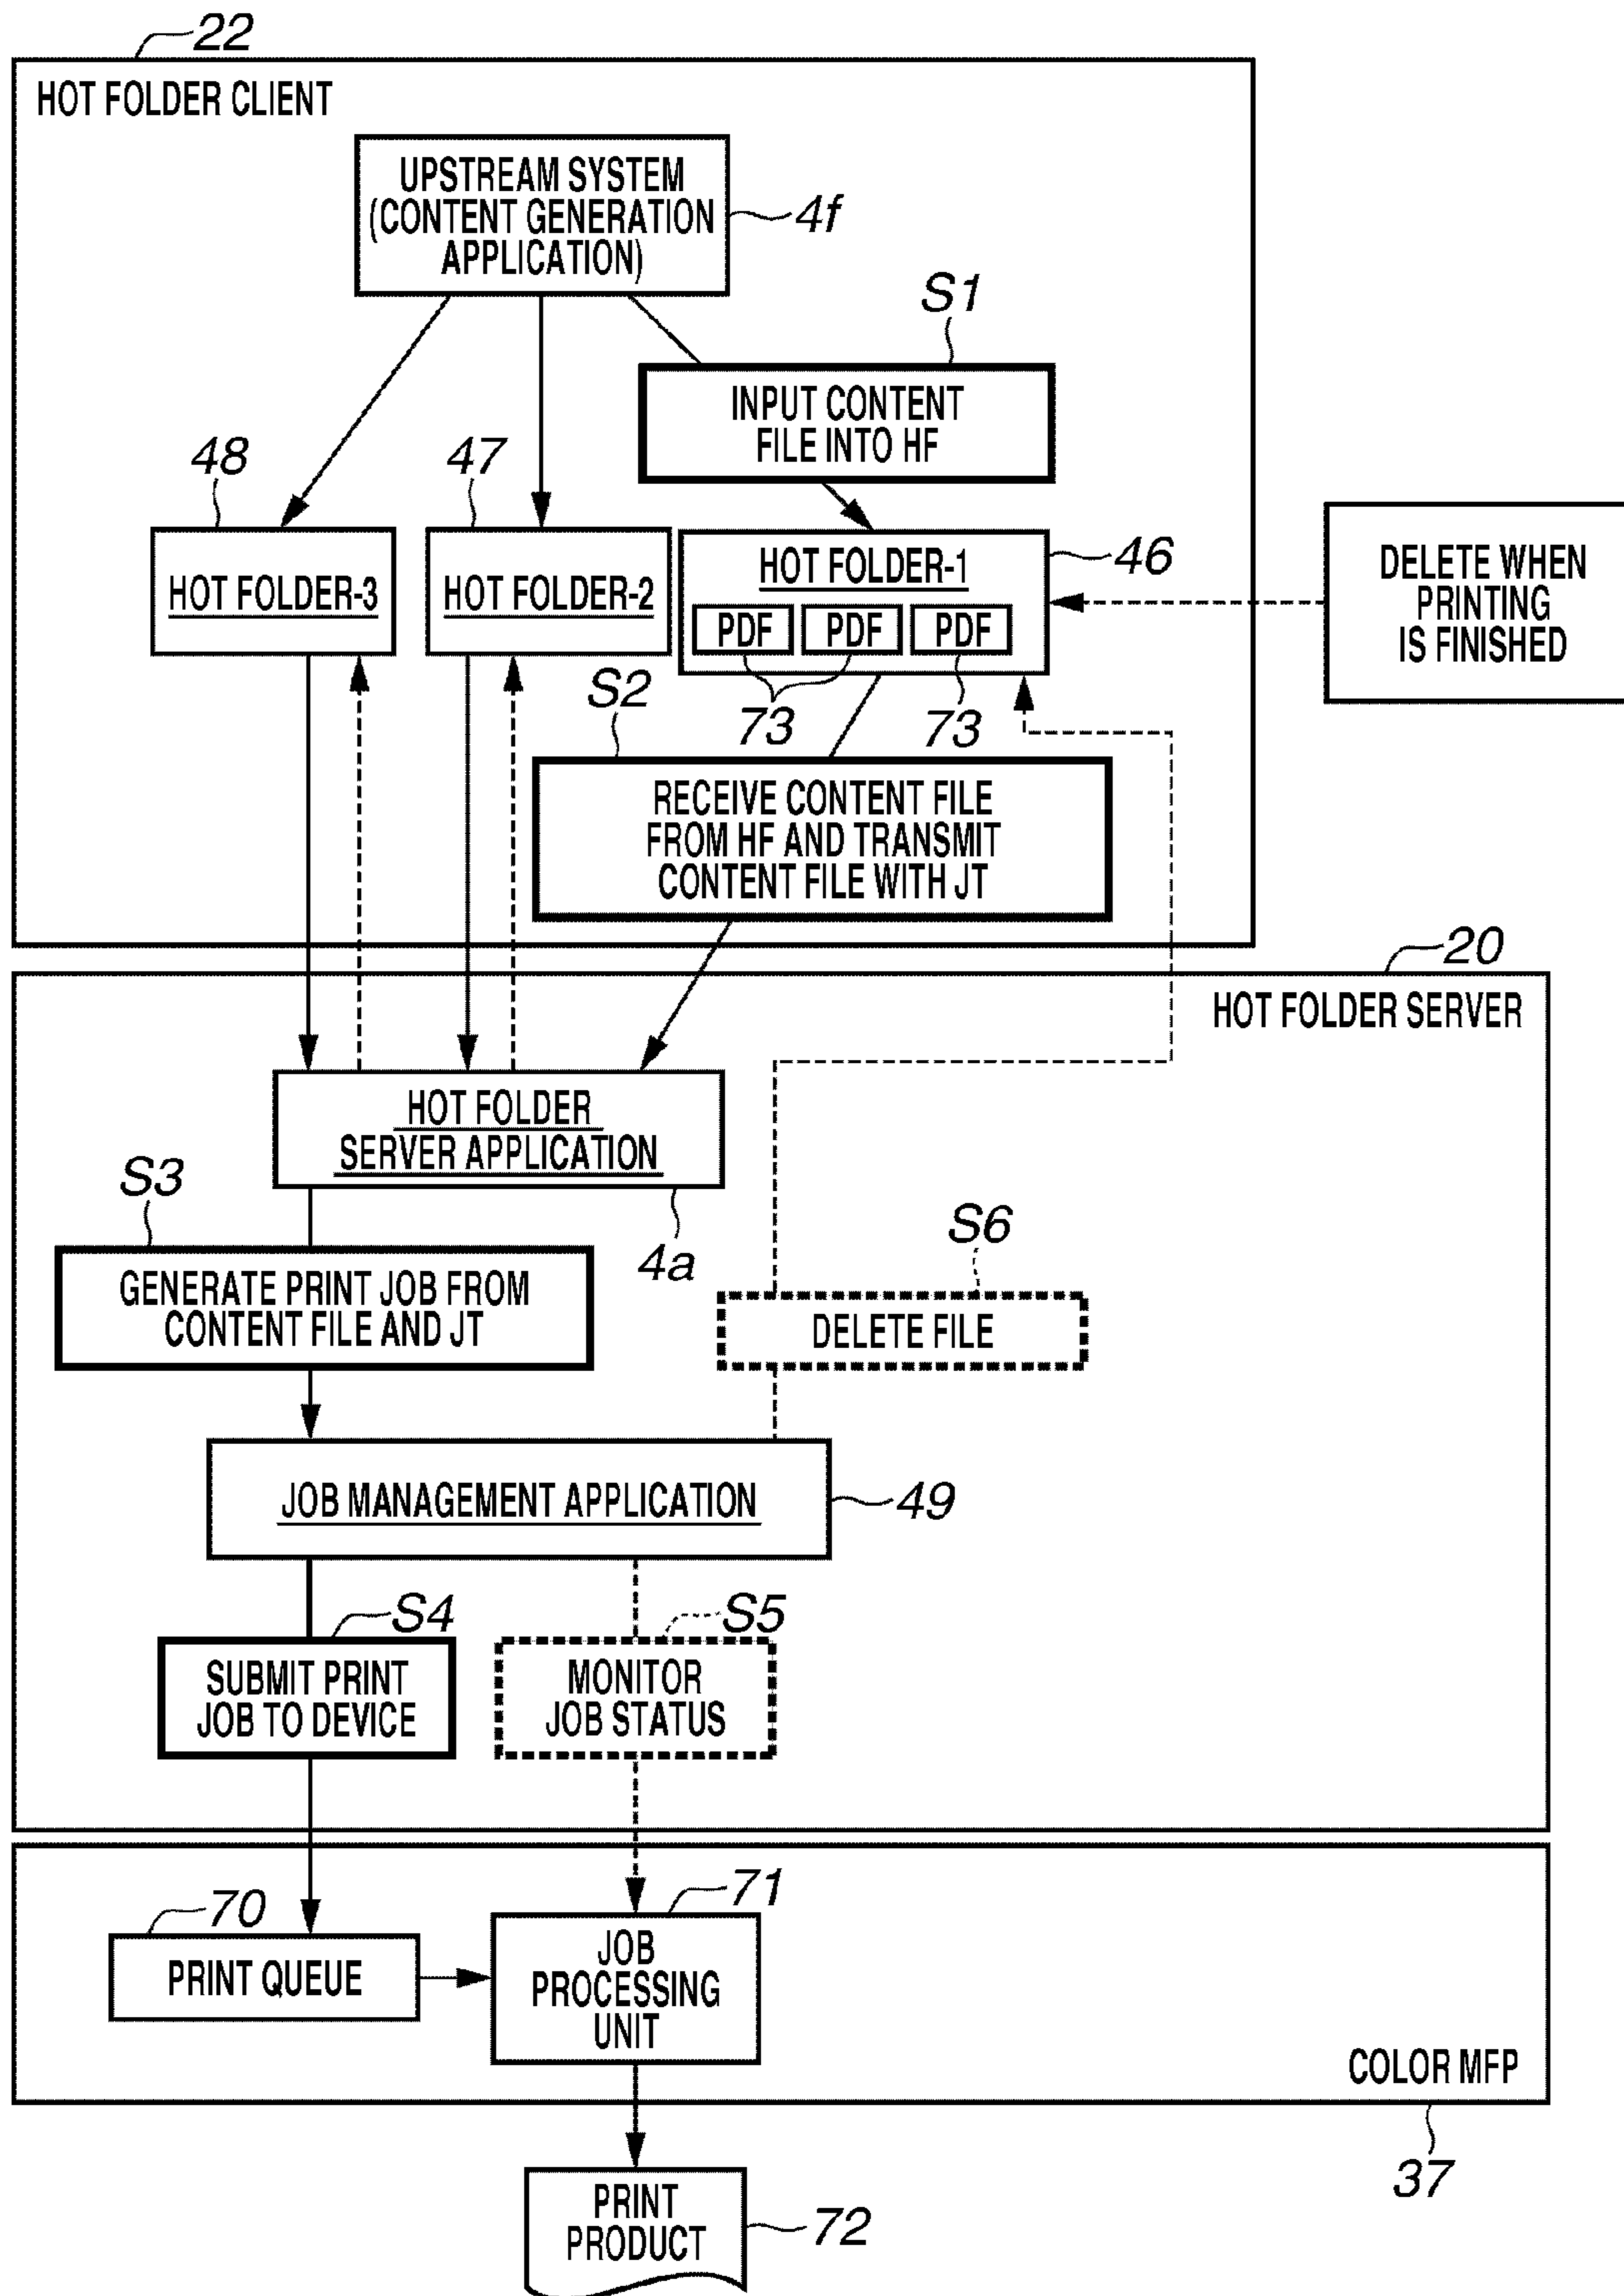 22
HOT FOLDER CLIENT
UPSTREAM SYSTEM
(CONTENT GENERATION
APPLICATION)
4f
S1
INPUT CONTENT
FILE INTO HF
48
47
HOT FOLDER-3
HOT FOLDER-2
HOT FOLDER-1
46
PDF PDF PDF
DELETE WHEN
PRINTING
IS FINISHED
S2
73
73
RECEIVE CONTENT FILE
FROM HF AND TRANSMIT
CONTENT FILE WITH JT
20
HOT FOLDER SERVER
HOT FOLDER
SERVER APPLICATION
4a
S3
GENERATE PRINT JOB FROM
CONTENT FILE AND JT
S6
DELETE FILE
JOB MANAGEMENT APPLICATION
49
S4
SUBMIT PRINT
JOB TO DEVICE
S5
MONITOR
JOB STATUS
70
PRINT QUEUE
71
JOB
PROCESSING
UNIT
COLOR MFP
37
PRINT
PRODUCT
72